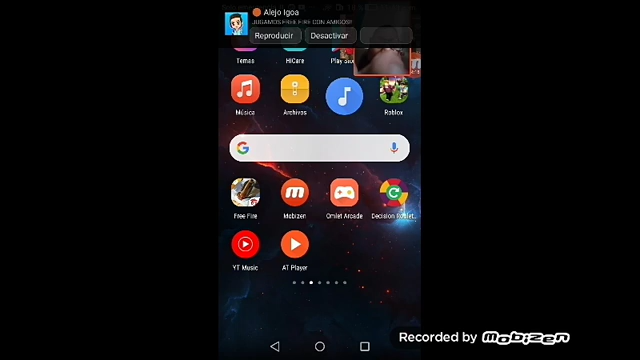 Alejo Igoa
JUGAMOS FREE FIRE CON AMIGOS!
Reproducir Desactivar
Temas HiCare
Música Archivos Roblox
Free Fire Mobizen Omlet Arcade Decision
YT Music AT Player
Recorded by Mobizen